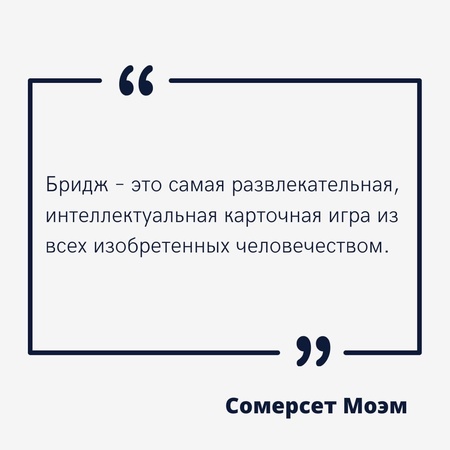 “
Бридж - это самая развлекательная,
интеллектуальная карточная игра из
всех изобретенных человечеством.
”
Сомерсет Моэм